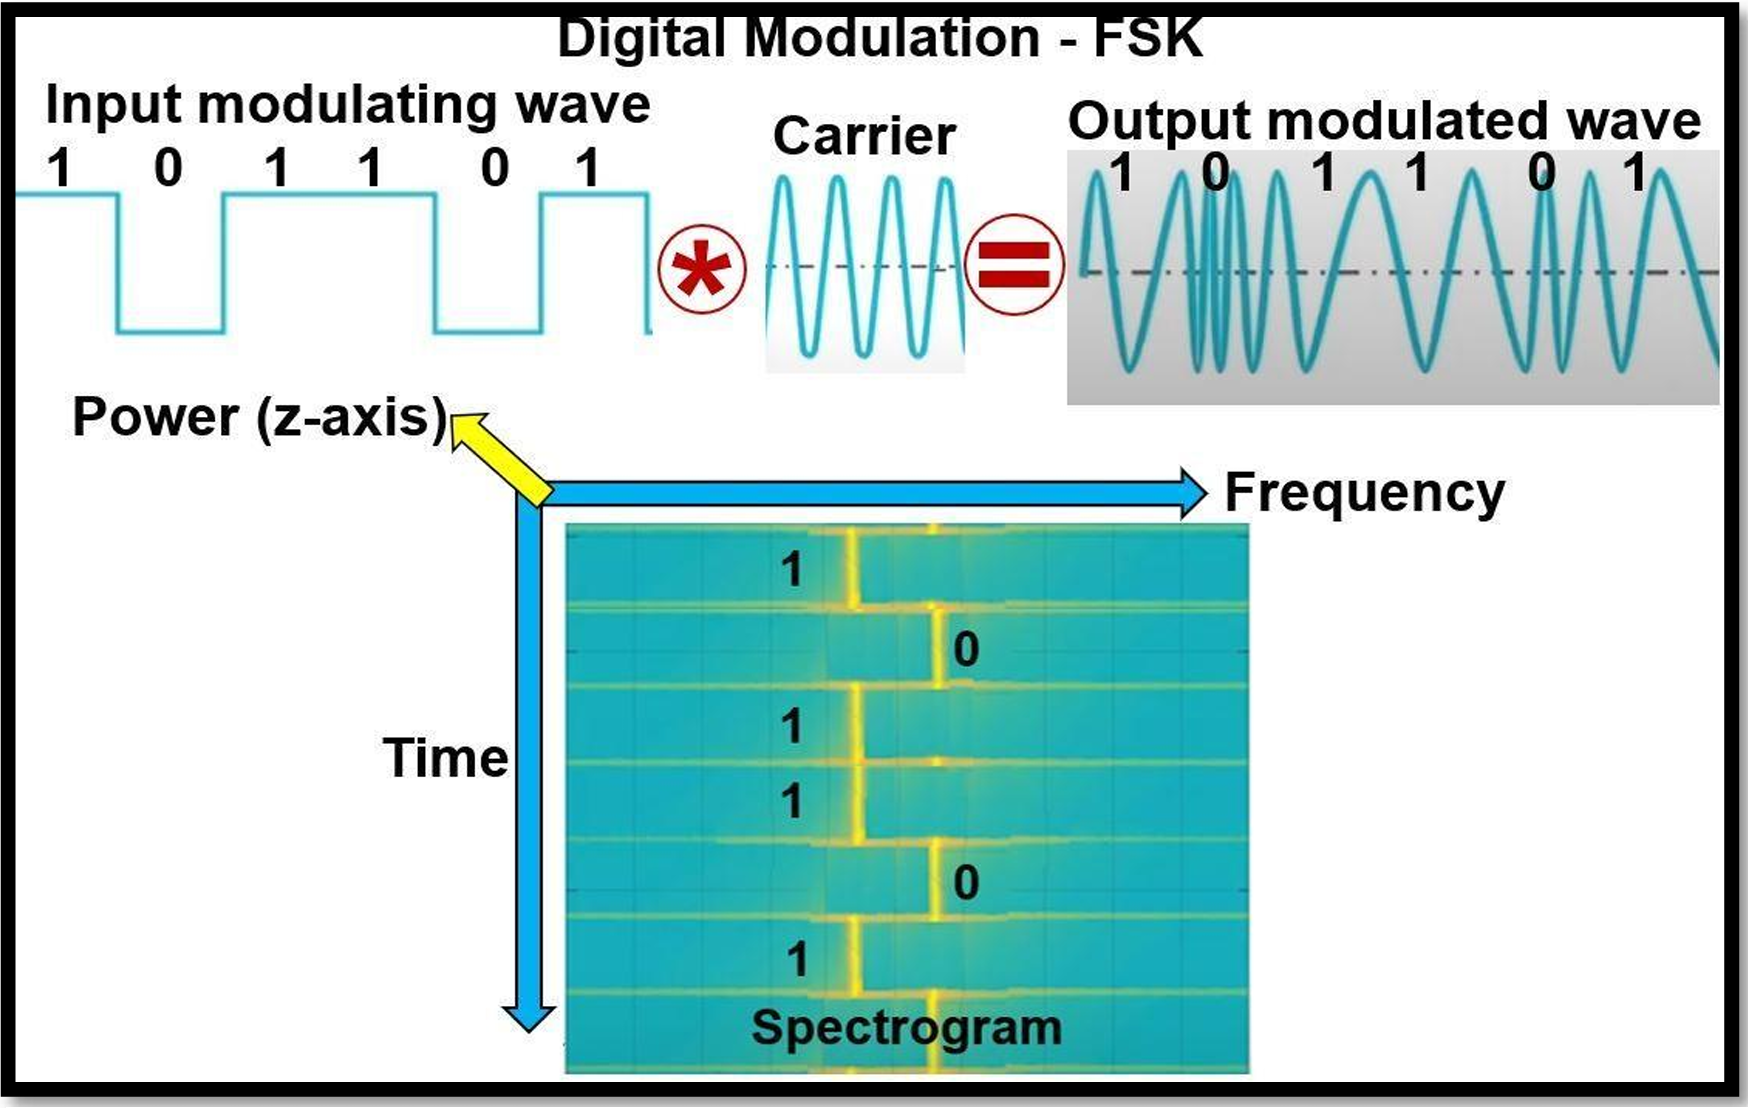 Digital Modulation - FSK
Input modulating wave
1 0 1 1 0 1
*
Carrier
=
Output modulated wave
1 0 1 1 0 1
Power (z-axis)
Frequency
Time
1
0
1
1
0
1
Spectrogram